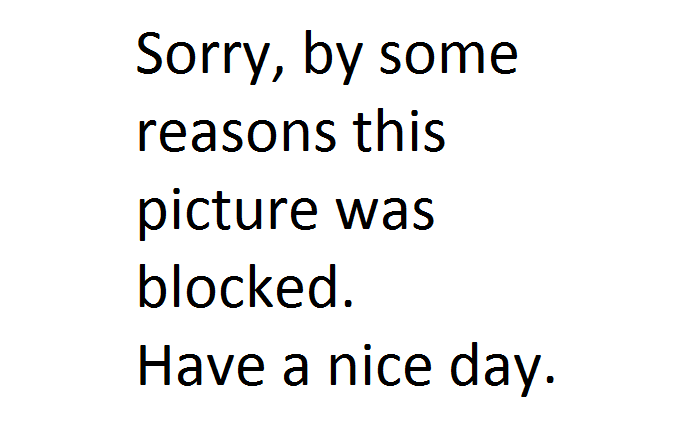 Sorry, by some
reasons this
picture was
blocked.
Have a nice day.